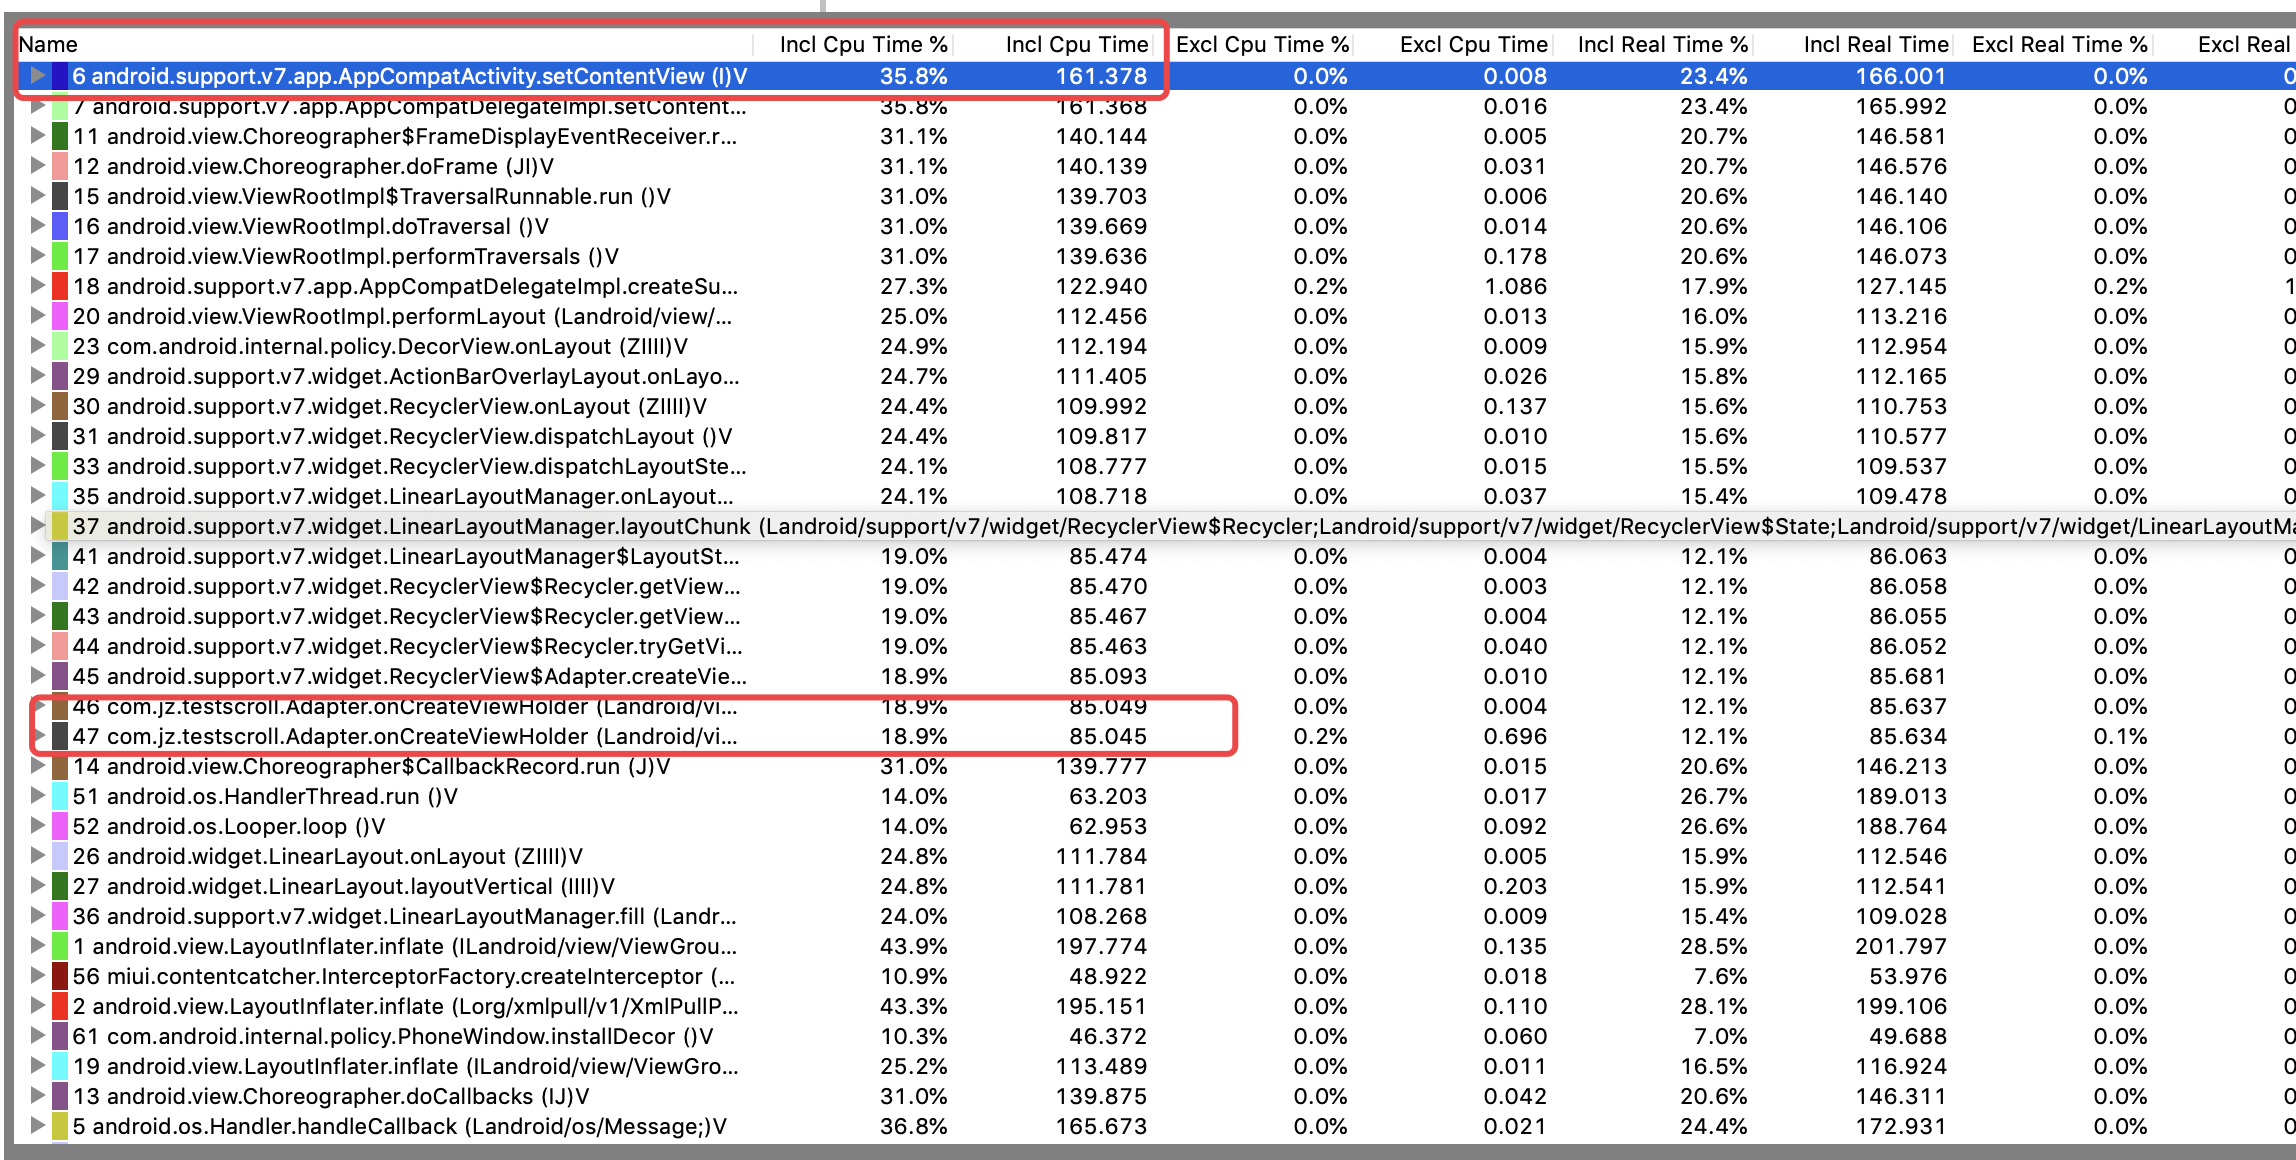 Name Incl Cpu Time % Incl Cpu Time Excl Cpu Time % Excl Cpu Time Incl Real Time % Incl Real Time Excl Real Time % Excl Real
6 android.support.v7.app.AppCompatActivity.setContentView (I)V 35.8% 161.378 0.0% 0.008 23.4% 166.001 0.0% 0
7 android.support.v7.app.AppCompatDelegateImpl.setContent... 35.8% 161.368 0.0% 0.016 23.4% 165.992 0.0% 0
11 android.view.Choreographer$FrameDisplayEventReceiver.r... 31.1% 140.144 0.0% 0.005 20.7% 146.581 0.0% 0
12 android.view.Choreographer.doFrame (JI)V 31.1% 140.139 0.0% 0.031 20.7% 146.576 0.0% 0
15 android.view.ViewRootImpl$TraversalRunnable.run ()V 31.0% 139.703 0.0% 0.006 20.6% 146.140 0.0% 0
16 android.view.ViewRootImpl.doTraversal ()V 31.0% 139.669 0.0% 0.014 20.6% 146.106 0.0% 0
17 android.view.ViewRootImpl.performTraversals ()V 31.0% 139.636 0.0% 0.178 20.6% 146.073 0.0% 0
18 android.support.v7.app.AppCompatDelegateImpl.createSu... 27.3% 122.940 0.2% 1.086 17.9% 127.145 0.2% 1
20 android.view.ViewRootImpl.performLayout (Landroid/view/... 25.0% 112.456 0.0% 0.013 16.0% 113.216 0.0% 0
23 com.android.internal.policy.DecorView.onLayout (ZIIII)V 24.9% 112.194 0.0% 0.009 15.9% 112.954 0.0% 0
29 android.support.v7.widget.ActionBarOverlayLayout.onLayo... 24.7% 111.405 0.0% 0.026 15.8% 112.165 0.0% 0
30 android.support.v7.widget.RecyclerView.onLayout (ZIIII)V 24.4% 109.992 0.0% 0.137 15.6% 110.753 0.0% 0
31 android.support.v7.widget.RecyclerView.dispatchLayout ()V 24.4% 109.817 0.0% 0.010 15.6% 110.577 0.0% 0
33 android.support.v7.widget.RecyclerView.dispatchLayoutSte... 24.1% 108.777 0.0% 0.015 15.5% 109.537 0.0% 0
35 android.support.v7.widget.LinearLayoutManager.onLayout... 24.1% 108.718 0.0% 0.037 15.4% 109.478 0.0% 0
37 android.support.v7.widget.LinearLayoutManager.layoutChunk (Landroid/support/v7/widget/RecyclerView$Recycler;Landroid/support/v7/widget/RecyclerView$State;Landroid/support/v7/widget/LinearLayoutMa
41 android.support.v7.widget.LinearLayoutManager$LayoutSt... 19.0% 85.474 0.0% 0.004 12.1% 86.063 0.0% 0
42 android.support.v7.widget.RecyclerView$Recycler.getView... 19.0% 85.470 0.0% 0.003 12.1% 86.058 0.0% 0
43 android.support.v7.widget.RecyclerView$Recycler.getView... 19.0% 85.467 0.0% 0.004 12.1% 86.055 0.0% 0
44 android.support.v7.widget.RecyclerView$Recycler.tryGetVi... 19.0% 85.463 0.0% 0.040 12.1% 86.052 0.0% 0
45 android.support.v7.widget.RecyclerView$Adapter.createVie... 18.9% 85.093 0.0% 0.010 12.1% 85.681 0.0% 0
46 com.jz.testscroll.Adapter.onCreateViewHolder (Landroid/vi... 18.9% 85.049 0.0% 0.004 12.1% 85.637 0.0% 0
47 com.jz.testscroll.Adapter.onCreateViewHolder (Landroid/vi... 18.9% 85.045 0.2% 0.696 12.1% 85.634 0.1% 0
14 android.view.Choreographer$CallbackRecord.run (J)V 31.0% 139.777 0.0% 0.015 20.6% 146.213 0.0% 0
51 android.os.HandlerThread.run ()V 14.0% 63.203 0.0% 0.017 26.7% 189.013 0.0% 0
52 android.os.Looper.loop ()V 14.0% 62.953 0.0% 0.092 26.6% 188.764 0.0% 0
26 android.widget.LinearLayout.onLayout (ZIIII)V 24.8% 111.784 0.0% 0.005 15.9% 112.546 0.0% 0
27 android.widget.LinearLayout.layoutVertical (IIII)V 24.8% 111.781 0.0% 0.203 15.9% 112.541 0.0% 0
36 android.support.v7.widget.LinearLayoutManager.fill (Landr... 24.0% 108.268 0.0% 0.009 15.4% 109.028 0.0% 0
1 android.view.LayoutInflater.inflate (ILandroid/view/ViewGrou... 43.9% 197.774 0.0% 0.135 28.5% 201.797 0.0% 0
56 miui.contentcatcher.InterceptorFactory.createInterceptor (... 10.9% 48.922 0.0% 0.018 7.6% 53.976 0.0% 0
2 android.view.LayoutInflater.inflate (Lorg/xmlpull/v1/XmlPullP... 43.3% 195.151 0.0% 0.110 28.1% 199.106 0.0% 0
61 com.android.internal.policy.PhoneWindow.installDecor ()V 10.3% 46.372 0.0% 0.060 7.0% 49.688 0.0% 0
19 android.view.LayoutInflater.inflate (ILandroid/view/ViewGro... 25.2% 113.489 0.0% 0.011 16.5% 116.924 0.0% 0
13 android.view.Choreographer.doCallbacks (IJ)V 31.0% 139.875 0.0% 0.042 20.6% 146.311 0.0% 0
5 android.os.Handler.handleCallback (Landroid/os/Message;)V 36.8% 165.673 0.0% 0.021 24.4% 172.931 0.0% 0